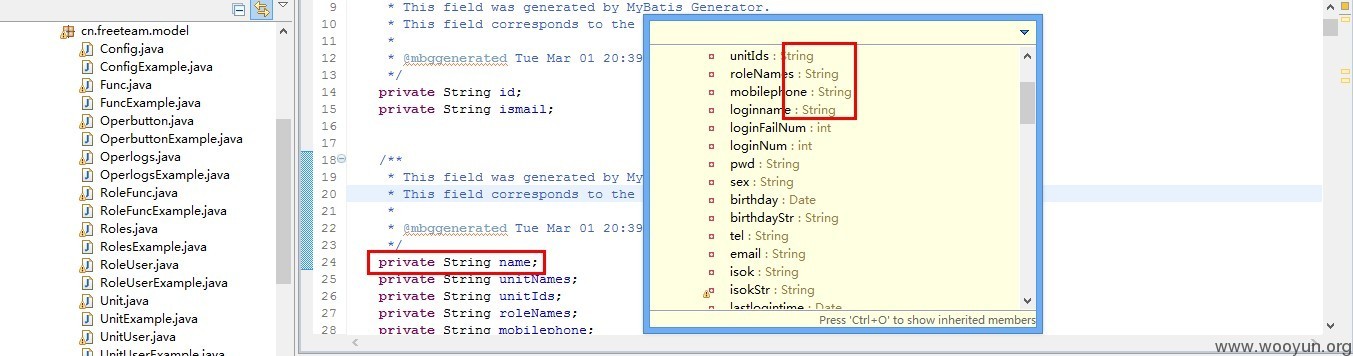 cn.freeteam.model
Config.java
ConfigExample.java
Func.java
FuncExample.java
Operbutton.java
OperbuttonExample.java
Operlogs.java
OperlogsExample.java
RoleFunc.java
RoleFuncExample.java
Roles.java
RolesExample.java
RoleUser.java
RoleUserExample.java
Unit.java
UnitExample.java
UnitUser.java
UnitUserExample.java
9 * This field was generated by MyBatis Generator.
10 * This field corresponds to the
11 *
12 * @mbggenerated Tue Mar 01 20:39
13 */
14 private String id;
15 private String ismail;
16
17
18 /**
19 * This field was generated by My
20 * This field corresponds to the
21 *
22 * @mbggenerated Tue Mar 01 20:39
23 */
24 private String name;
25 private String unitNames;
26 private String unitIds;
27 private String roleNames;
28 private String mobilephone;
unitIds : String
roleNames : String
mobilephone : String
loginname : String
loginFailNum : int
loginNum : int
pwd : String
sex : String
birthday : Date
birthdayStr : String
tel : String
email : String
isok : String
isokStr : String
lastlogintime : Date
Press 'Ctrl+O' to show inherited members
www.wooyun.org